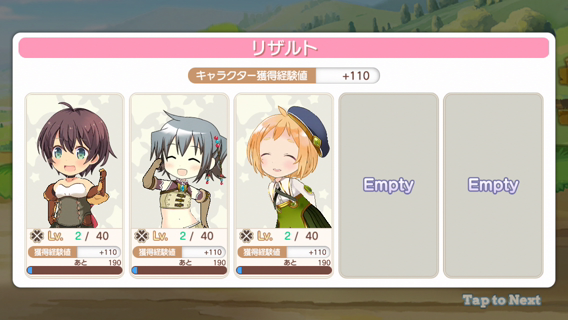 リザルト
キャラクター獲得経験値 +110
Lv. 2 / 40
獲得経験値 +110
あと 190
Lv. 2 / 40
獲得経験値 +110
あと 190
Lv. 2 / 40
獲得経験値 +110
あと 190
Empty
Empty
Tap to Next